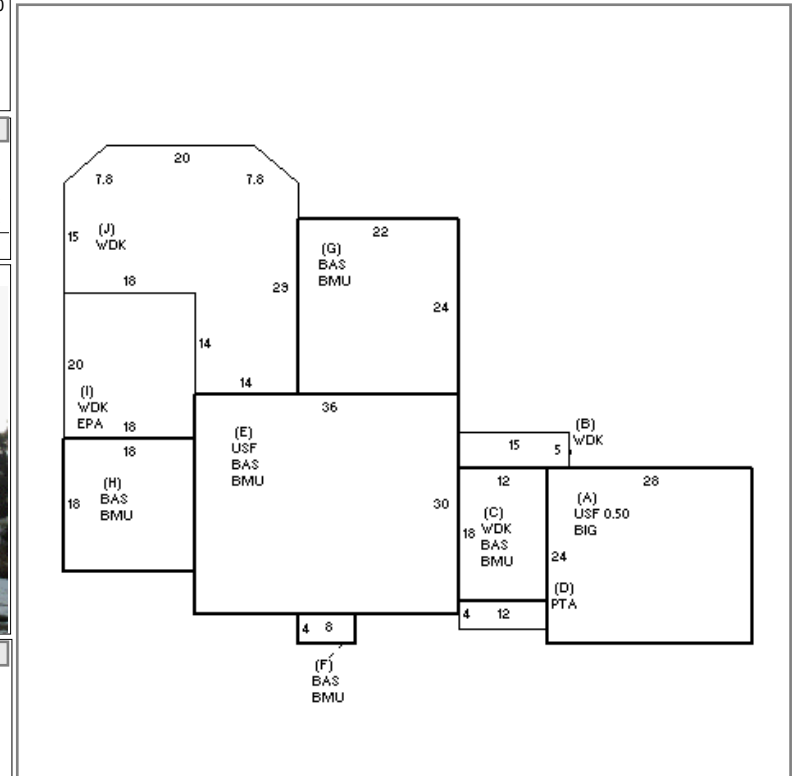 20
7.8
7.8
15
(J)
WDK
22
(G)
BAS
BMU
18
29
24
14
20
14
(I)
WDK
EPA
18
36
(B)
WDK
(E)
USF
BAS
BMU
15
5
18
(H)
BAS
BMU
18
30
12
28
(A)
USF 0.50
BIG
(C)
WDK
BAS
BMU
18
24
(D)
PTA
4
12
4
8
(F)
BAS
BMU